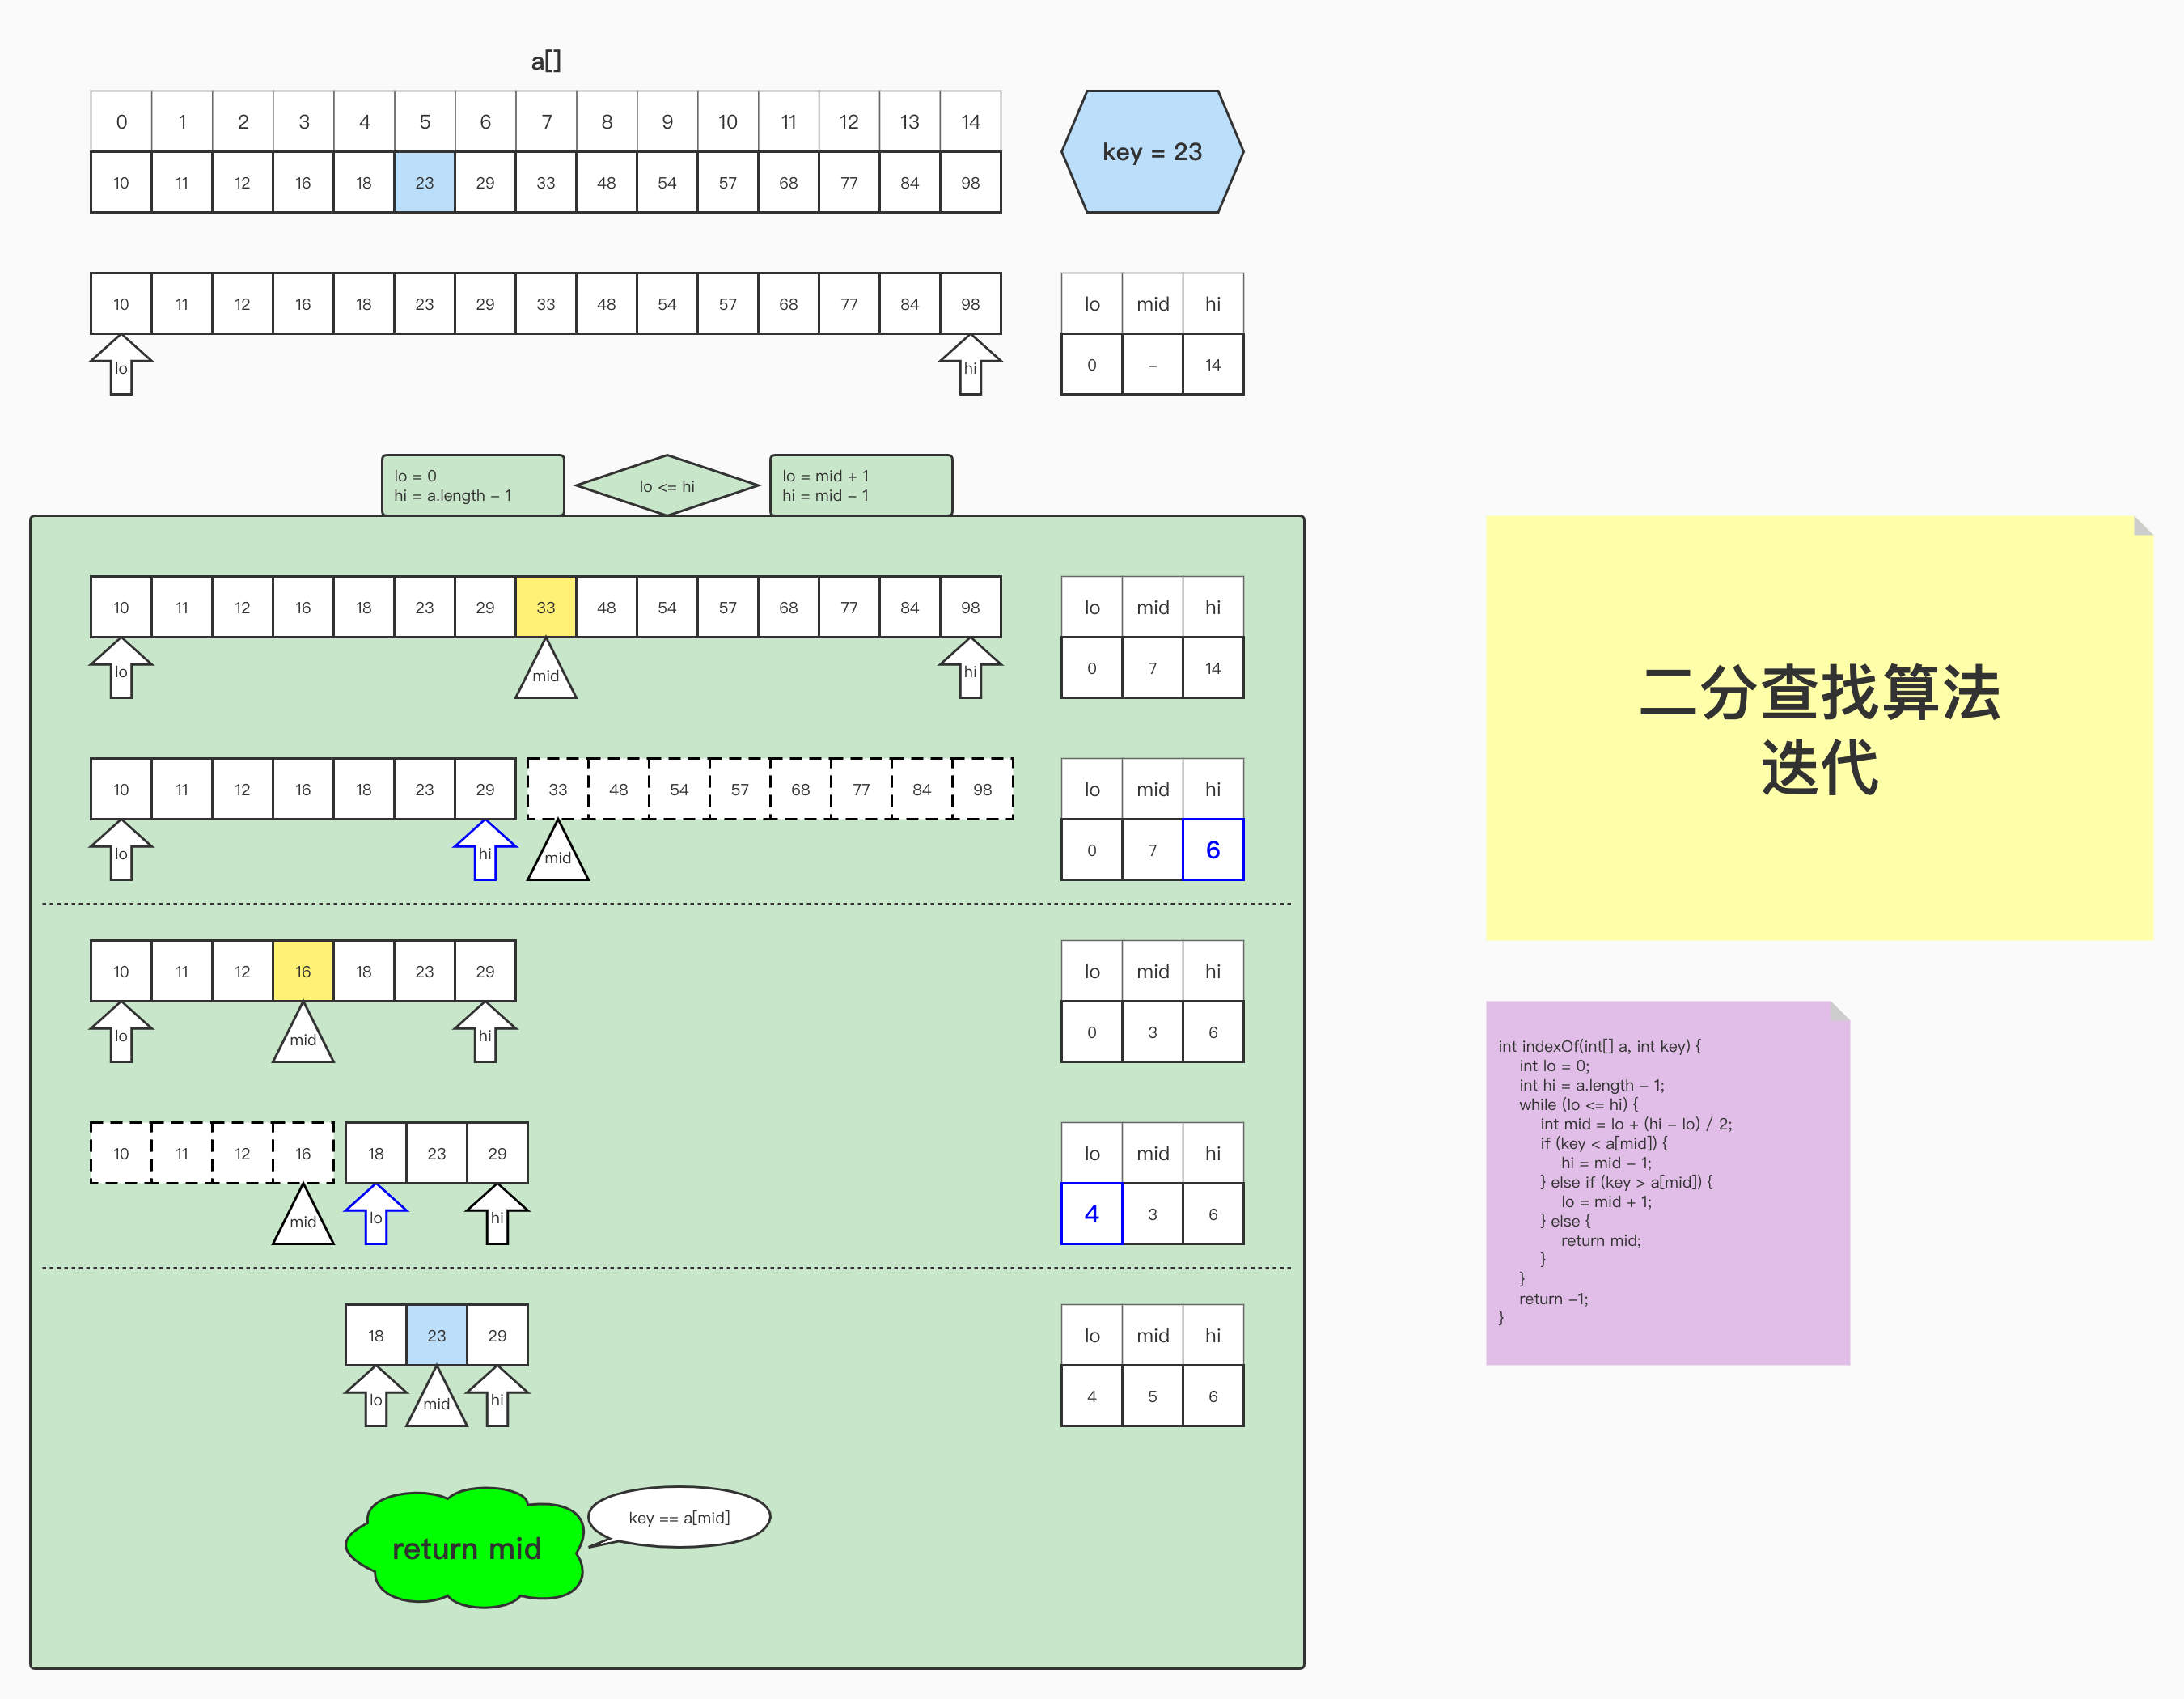 a[]
0 1 2 3 4 5 6 7 8 9 10 11 12 13 14
10 11 12 16 18 23 29 33 48 54 57 68 77 84 98
key = 23
10 11 12 16 18 23 29 33 48 54 57 68 77 84 98
lo hi
lo mid hi
0 – 14
lo = 0
hi = a.length – 1
lo <= hi
lo = mid + 1
hi = mid – 1
10 11 12 16 18 23 29 33 48 54 57 68 77 84 98
lo mid hi
lo mid hi
0 7 14
10 11 12 16 18 23 29 33 48 54 57 68 77 84 98
lo hi mid
lo mid hi
0 7 6
10 11 12 16 18 23 29
lo mid hi
lo mid hi
0 3 6
10 11 12 16 18 23 29
mid lo hi
lo mid hi
4 3 6
18 23 29
lo mid hi
lo mid hi
4 5 6
return mid
key == a[mid]
二分查找算法
迭代
int indexOf(int[] a, int key) {
int lo = 0;
int hi = a.length – 1;
while (lo <= hi) {
int mid = lo + (hi – lo) / 2;
if (key < a[mid]) {
hi = mid – 1;
} else if (key > a[mid]) {
lo = mid + 1;
} else {
return mid;
}
}
return –1;
}